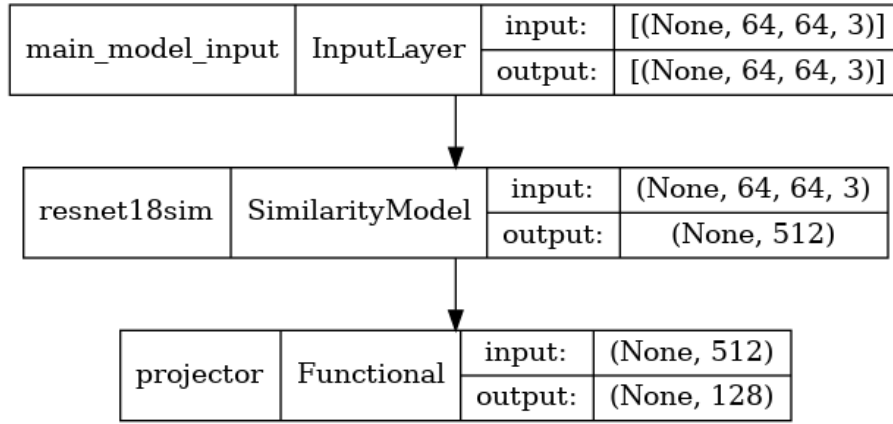 main_model_input InputLayer input: [(None, 64, 64, 3)]
output: [(None, 64, 64, 3)]
resnet18sim SimilarityModel input: (None, 64, 64, 3)
output: (None, 512)
projector Functional input: (None, 512)
output: (None, 128)